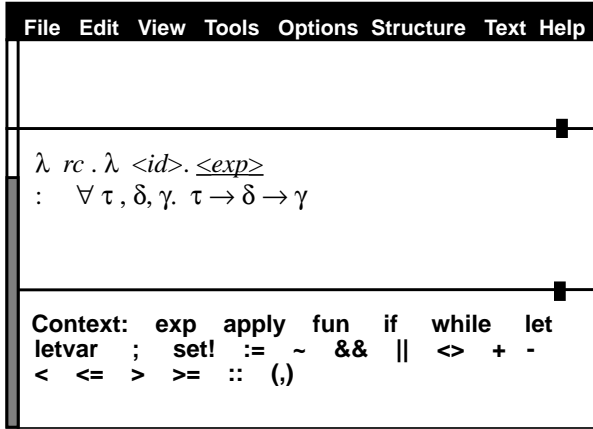 File Edit View Tools Options Structure Text Help
λ rc . λ <id>. <exp>
: ∀ τ , δ, γ. τ → δ → γ
Context: exp apply fun if while let
letvar ; set! := ~ && || <> + -
< <= > >= :: (,)